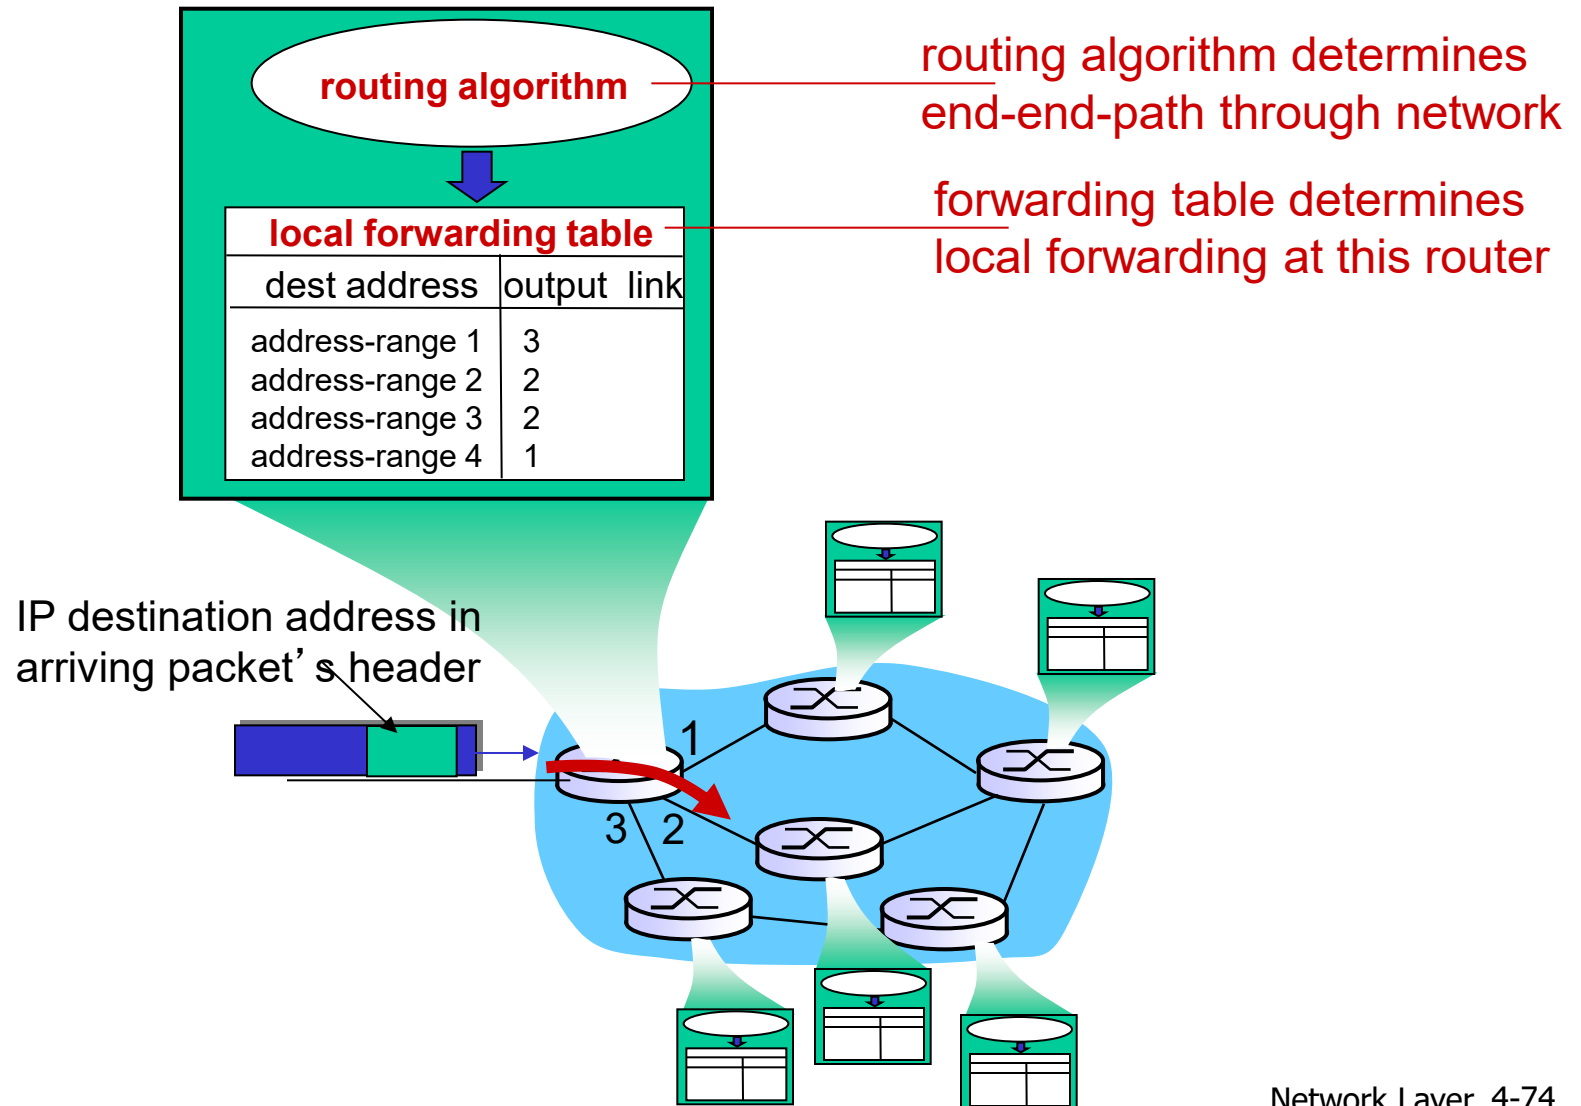 routing algorithm
routing algorithm determines
end-end-path through network
local forwarding table
forwarding table determines
local forwarding at this router
dest address output link
address-range 1 3
address-range 2 2
address-range 3 2
address-range 4 1
IP destination address in
arriving packet’s header
1
3 2
Network Layer 4-74